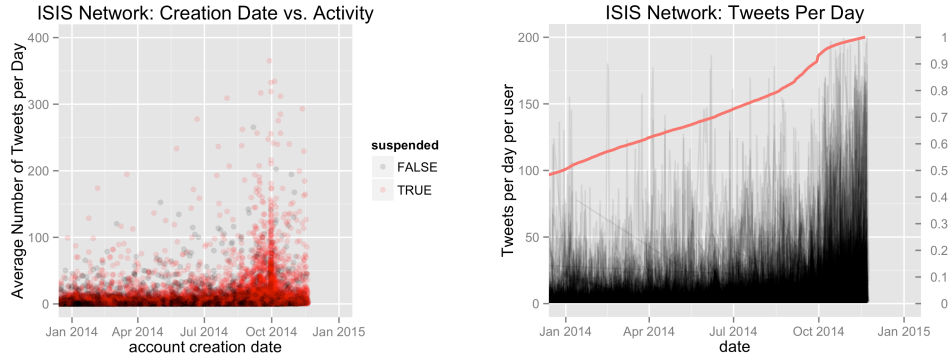 ISIS Network: Creation Date vs. Activity
Average Number of Tweets per Day
400
300
200
100
0
Jan 2014 Apr 2014 Jul 2014 Oct 2014 Jan 2015
account creation date
suspended
FALSE
TRUE
ISIS Network: Tweets Per Day
Tweets per day per user
200
150
100
50
0
1
0.9
0.8
0.7
0.6
0.5
0.4
0.3
0.2
0.1
0
Jan 2014 Apr 2014 Jul 2014 Oct 2014 Jan 2015
date